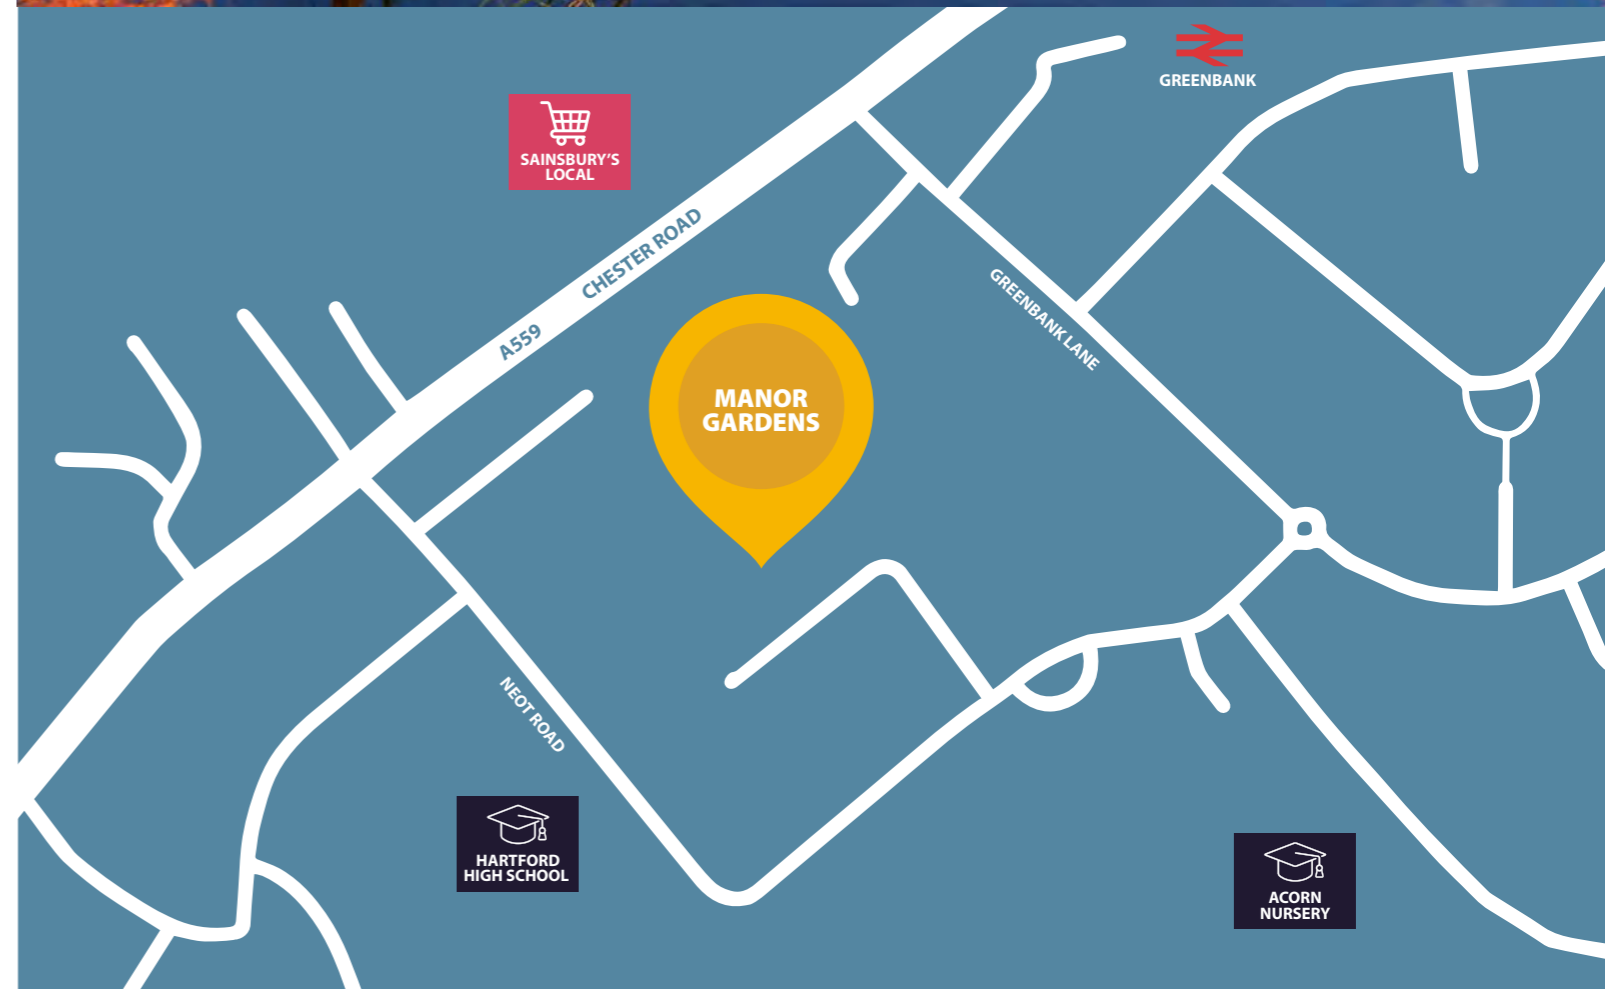 GREENBANK
SAINSBURY'S
LOCAL
CHESTER ROAD
A559
GREENBANK LANE
MANOR
GARDENS
NEOT ROAD
HARTFORD
HIGH SCHOOL
ACORN
NURSERY